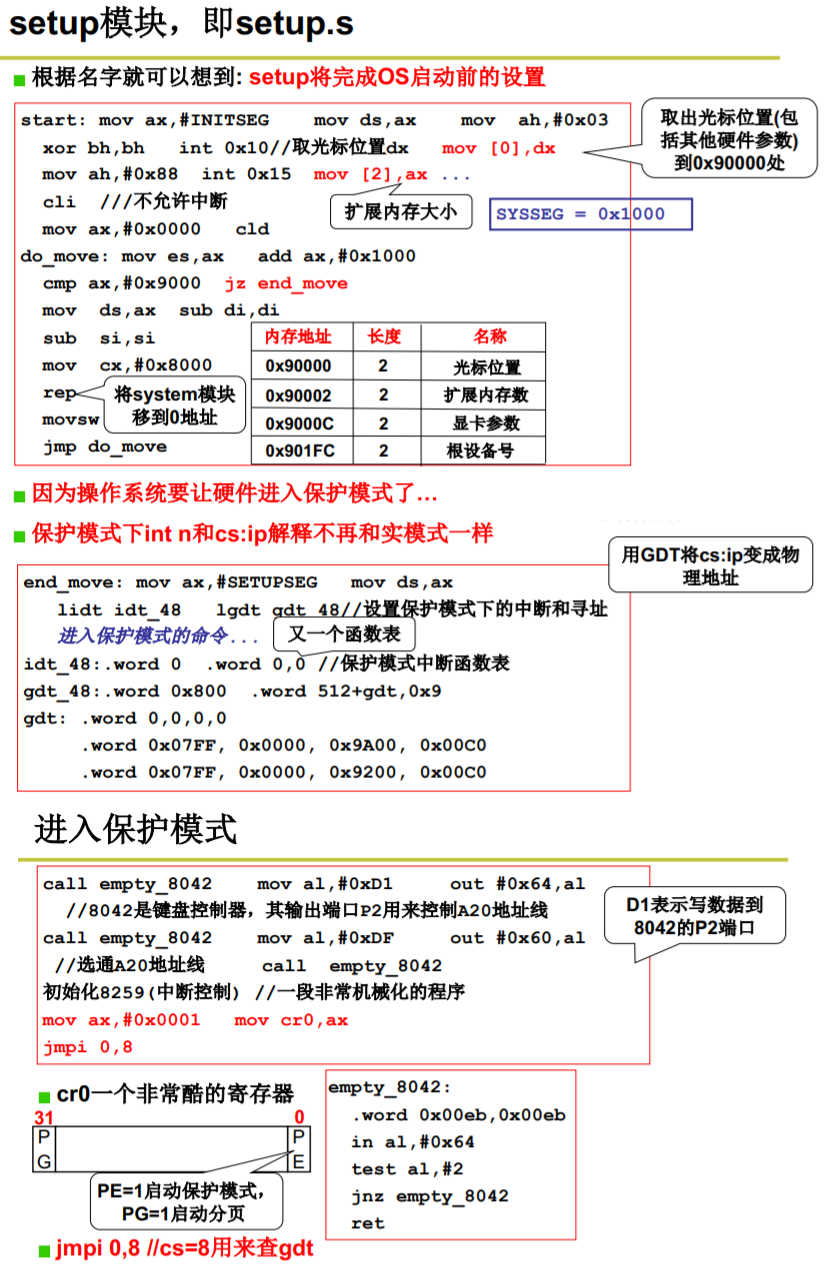 setup模块，即setup.s
根据名字就可以想到: setup将完成OS启动前的设置
start: mov ax,#INITSEG mov ds,ax mov ah,#0x03
xor bh,bh int 0x10//取光标位置dx mov [0],dx
mov ah,#0x88 int 0x15 mov [2],ax ...
cli ///不允许中断
mov ax,#0x0000 cld
do_move: mov es,ax add ax,#0x1000
cmp ax,#0x9000 jz end_move
mov ds,ax sub di,di
sub si,si
mov cx,#0x8000
rep
movsw
jmp do_move
取出光标位置(包
括其他硬件参数)
到0x90000处
扩展内存大小
SYSSEG = 0x1000
将system模块
移到0地址
内存地址 长度 名称
0x90000 2 光标位置
0x90002 2 扩展内存数
0x9000C 2 显卡参数
0x901FC 2 根设备号
因为操作系统要让硬件进入保护模式了…
保护模式下int n和cs:ip解释不再和实模式一样
用GDT将cs:ip变成物
理地址
end_move: mov ax,#SETUPSEG mov ds,ax
lidt idt_48 lgdt gdt_48//设置保护模式下的中断和寻址
进入保护模式的命令...
又一个函数表
idt_48:.word 0 .word 0,0 //保护模式中断函数表
gdt_48:.word 0x800 .word 512+gdt,0x9
gdt: .word 0,0,0,0
.word 0x07FF, 0x0000, 0x9A00, 0x00C0
.word 0x07FF, 0x0000, 0x9200, 0x00C0
进入保护模式
call empty_8042 mov al,#0xD1 out #0x64,al
//8042是键盘控制器，其输出端口P2用来控制A20地址线
call empty_8042 mov al,#0xDF out #0x60,al
//选通A20地址线 call empty_8042
初始化8259(中断控制) //一段非常机械化的程序
mov ax,#0x0001 mov cr0,ax
jmpi 0,8
D1表示写数据到
8042的P2端口
cr0一个非常酷的寄存器
31 0
P P
G E
PE=1启动保护模式，
PG=1启动分页
empty_8042:
.word 0x00eb,0x00eb
in al,#0x64
test al,#2
jnz empty_8042
ret
jmpi 0,8 //cs=8用来查gdt